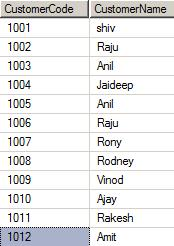 CustomerCode CustomerName
1001 shiv
1002 Raju
1003 Anil
1004 Jaideep
1005 Anil
1006 Raju
1007 Rony
1008 Rodney
1009 Vinod
1010 Ajay
1011 Rakesh
1012 Amit